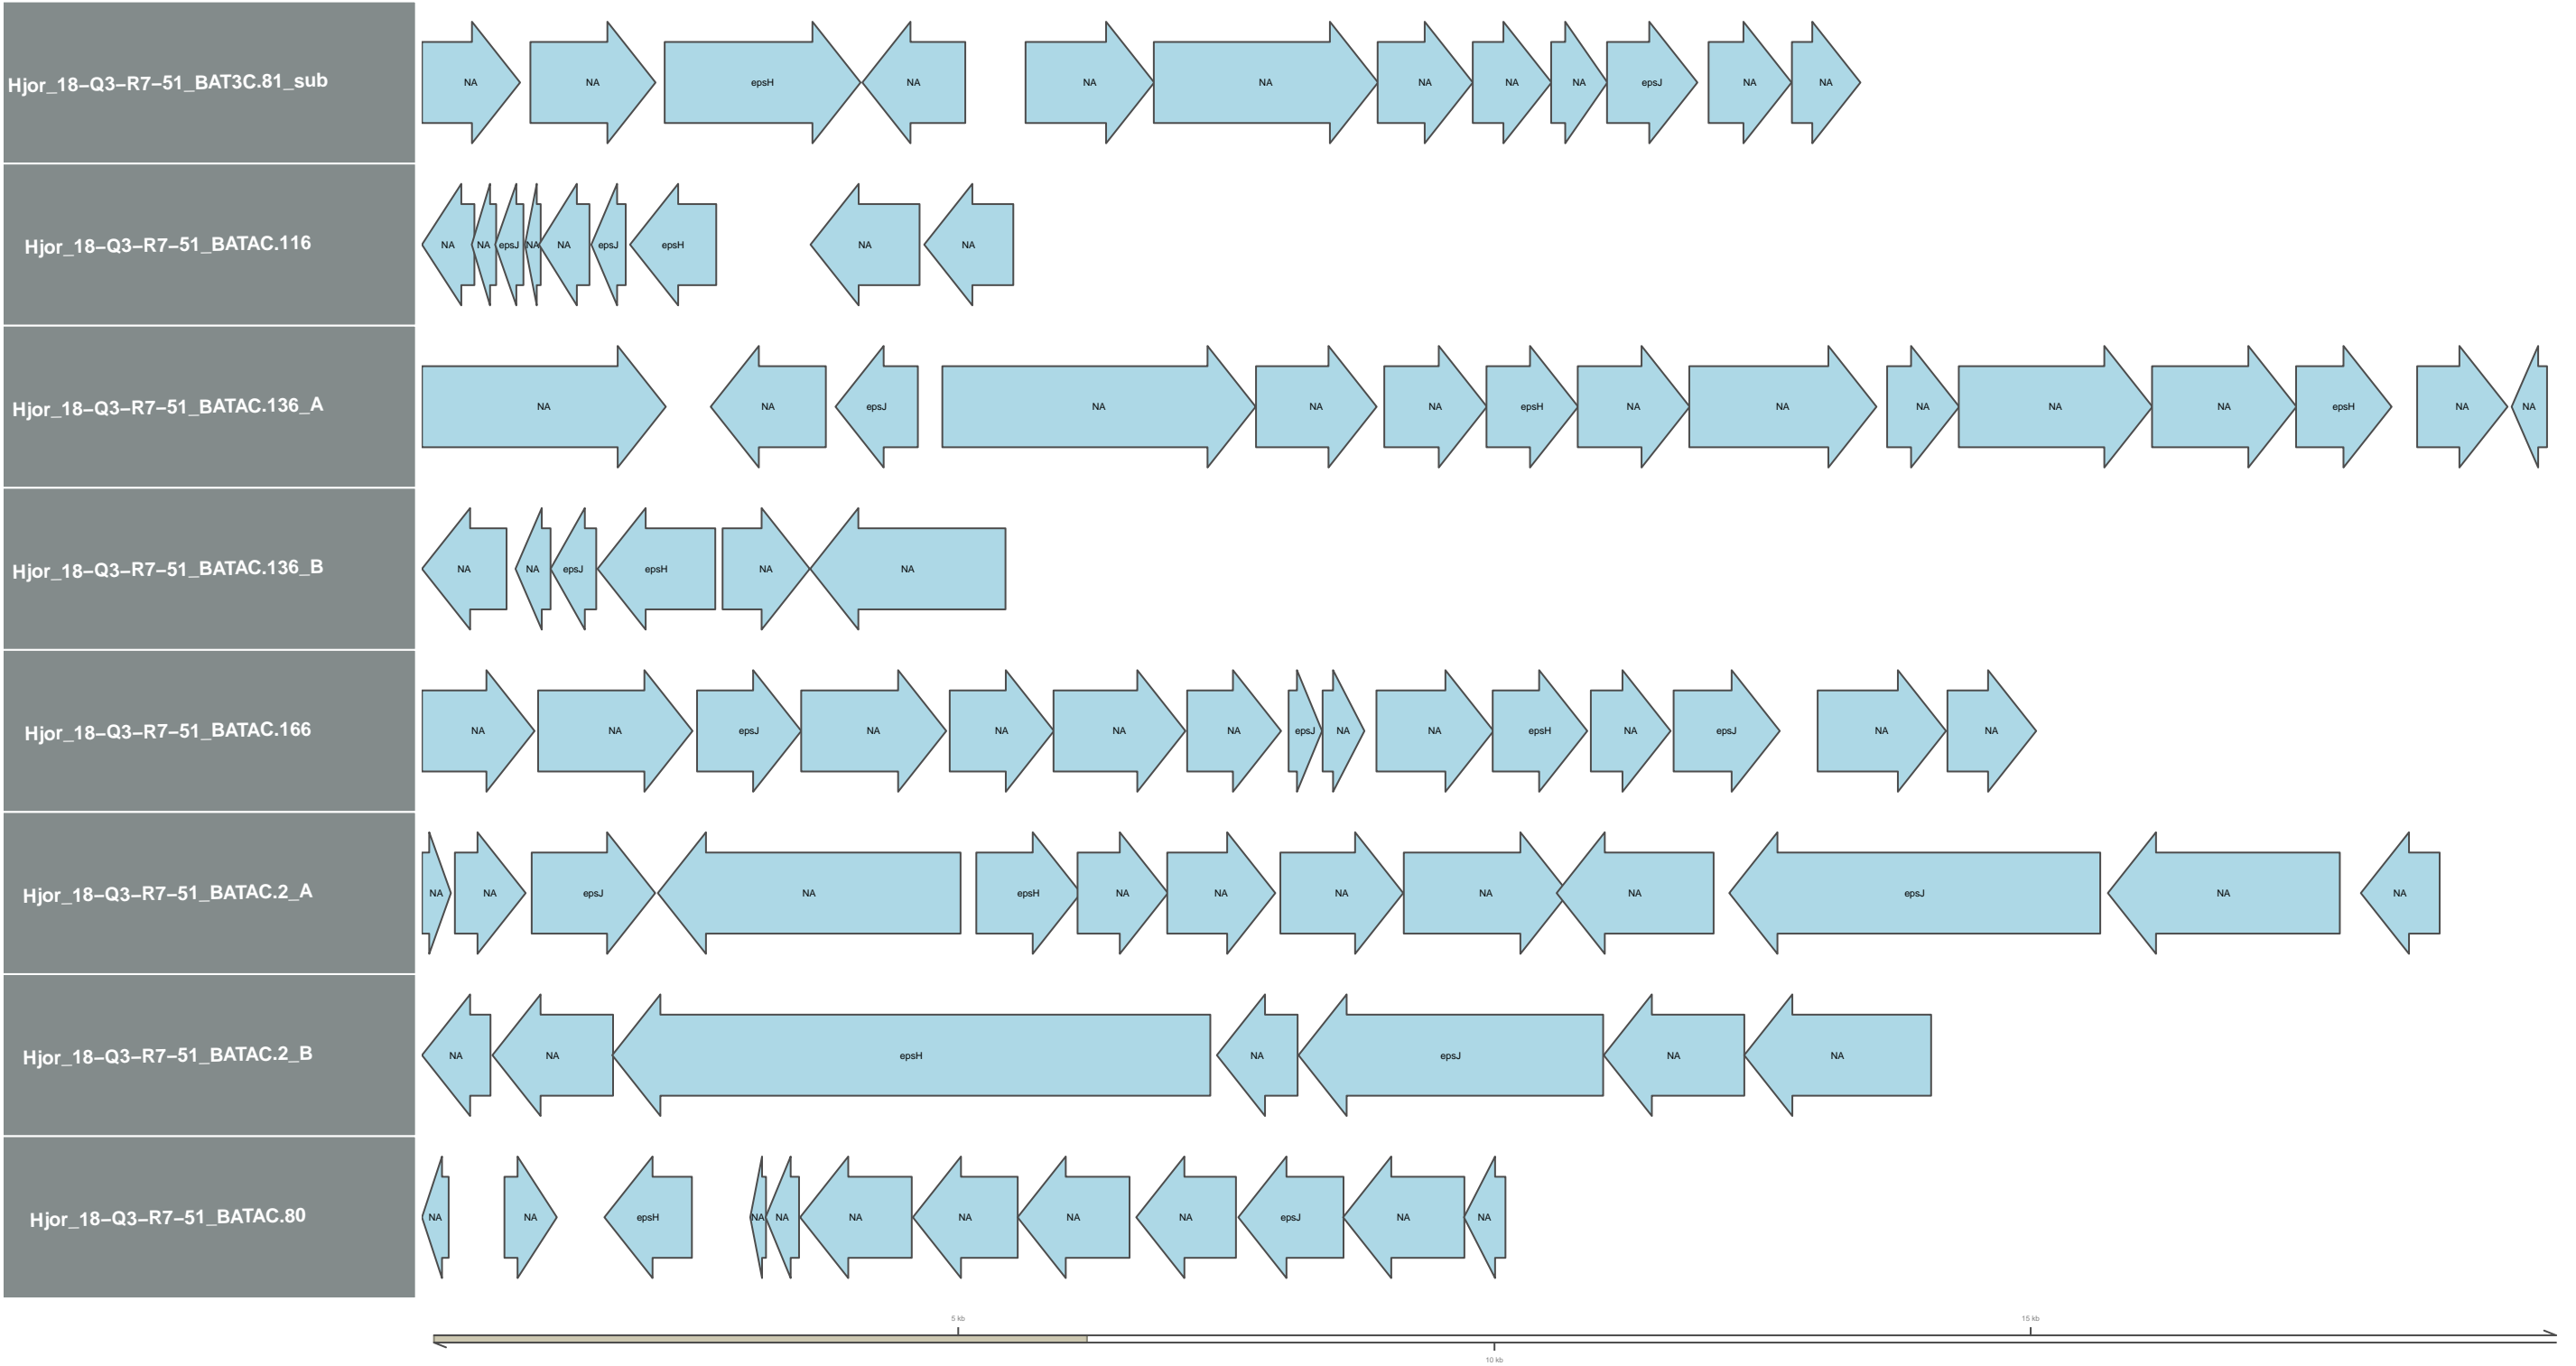 Hjor_18–Q3–R7–51_BAT3C.81_sub
NA NA epsH NA NA NA NA NA NA epsJ NA NA
Hjor_18–Q3–R7–51_BATAC.116
NA NA epsJ NA NA epsJ epsH NA NA
Hjor_18–Q3–R7–51_BATAC.136_A
NA NA epsJ NA NA NA epsH NA NA NA NA NA epsH NA NA
Hjor_18–Q3–R7–51_BATAC.136_B
NA NA epsJ epsH NA NA
Hjor_18–Q3–R7–51_BATAC.166
NA NA epsJ NA NA NA NA epsJ NA NA epsH NA epsJ NA NA
Hjor_18–Q3–R7–51_BATAC.2_A
NA NA epsJ NA epsH NA NA NA NA NA epsJ NA NA
Hjor_18–Q3–R7–51_BATAC.2_B
NA NA epsH NA epsJ NA NA
Hjor_18–Q3–R7–51_BATAC.80
NA NA epsH NA NA NA NA NA NA epsJ NA NA
5 kb 15 kb
10 kb